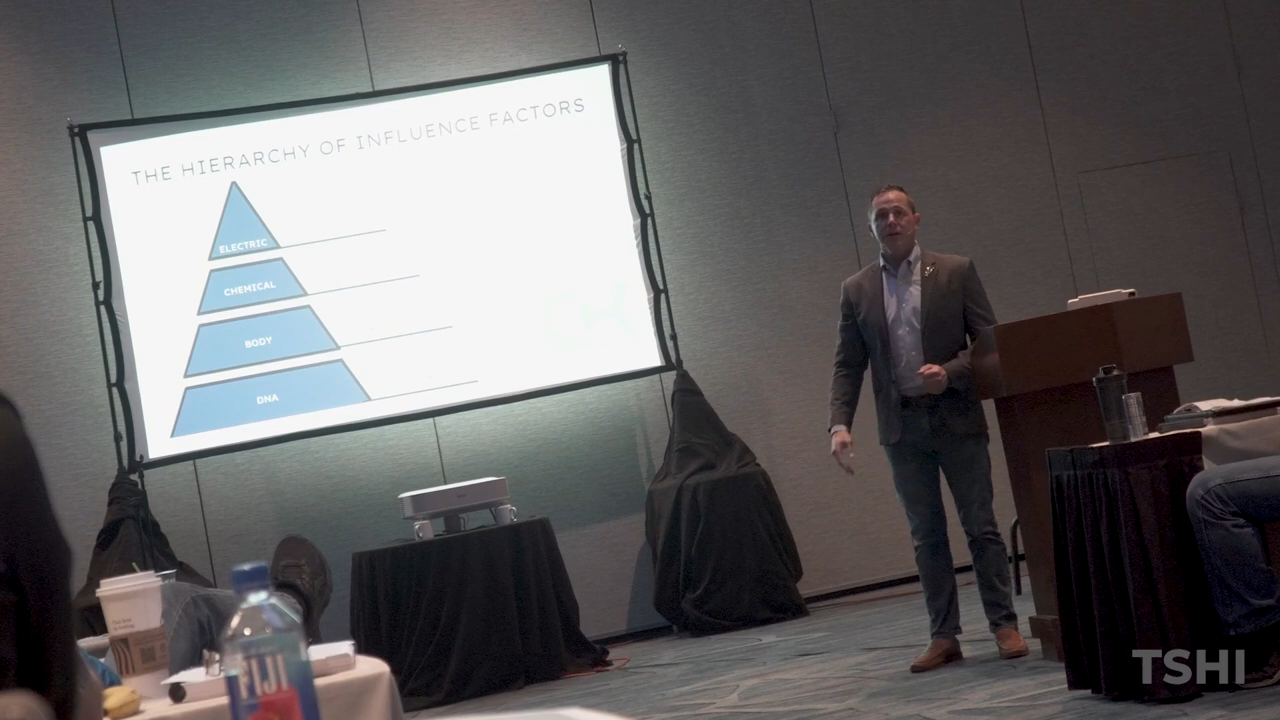 THE HIERARCHY OF INFLUENCE FACTORS
ELECTRIC
CHEMICAL
BODY
DNA
FIJI
TSHI